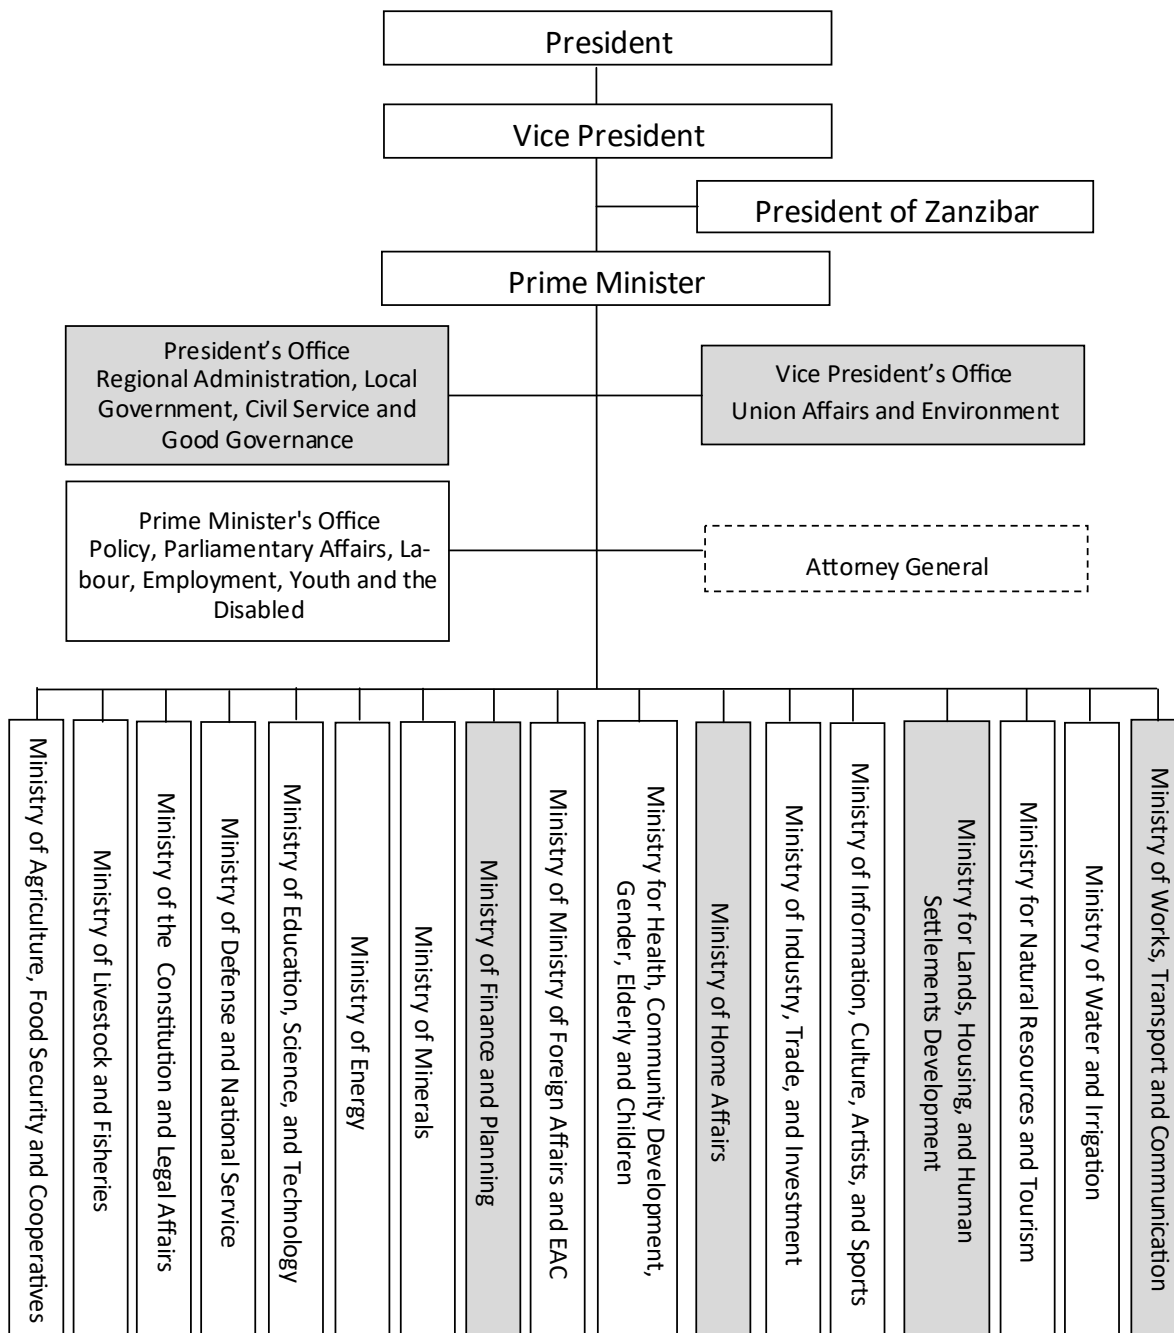 President
Vice President
President of Zanzibar
Prime Minister
President’s Office
Regional Administration, Local
Government, Civil Service and
Good Governance
Vice President’s Office
Union Affairs and Environment
Prime Minister's Office
Policy, Parliamentary Affairs, La-
bour, Employment, Youth and the
Disabled
Attorney General
Ministry of Agriculture, Food Security and Cooperatives
Ministry of Livestock and Fisheries
Ministry of the Constitution and Legal Affairs
Ministry of Defense and National Service
Ministry of Education, Science, and Technology
Ministry of Energy
Ministry of Minerals
Ministry of Finance and Planning
Ministry of Ministry of Foreign Affairs and EAC
Ministry for Health, Community Development,
Gender, Elderly and Children
Ministry of Home Affairs
Ministry of Industry, Trade, and Investment
Ministry of Information, Culture, Artists, and Sports
Ministry for Lands, Housing, and Human
Settlements Development
Ministry for Natural Resources and Tourism
Ministry of Water and Irrigation
Ministry of Works, Transport and Communication